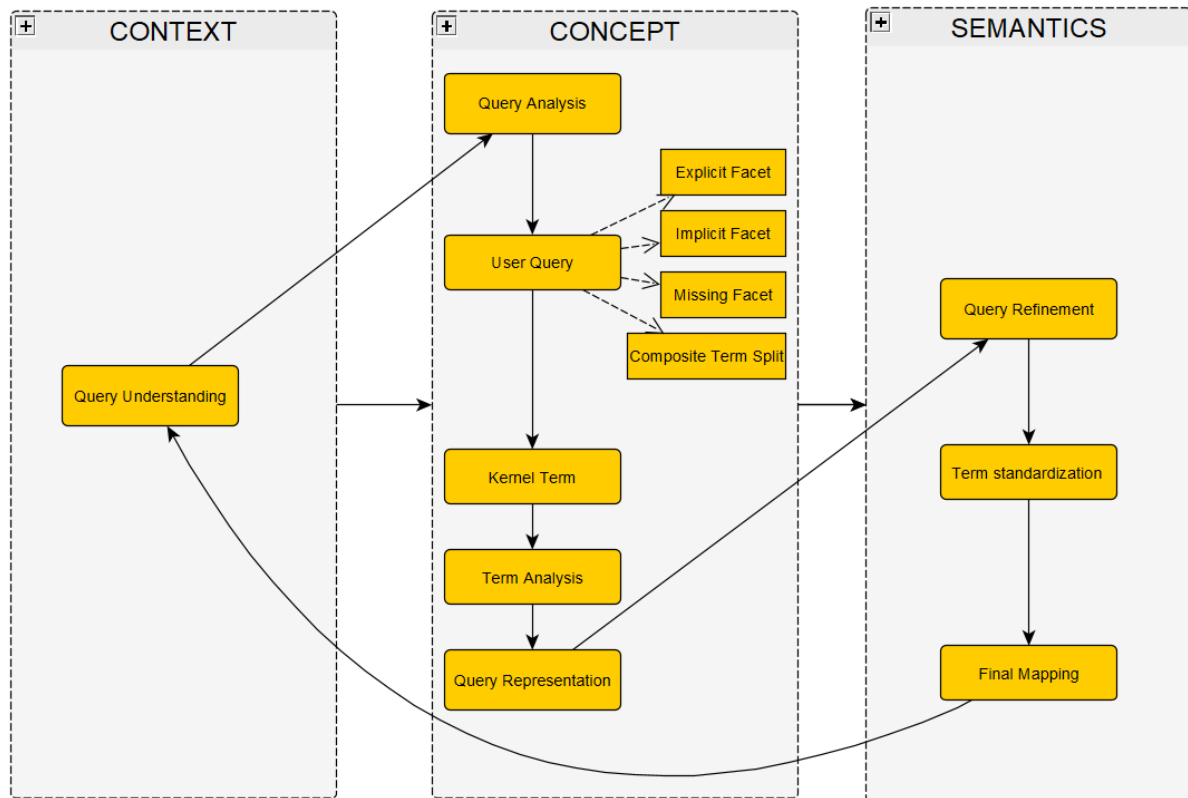 CONTEXT
CONCEPT
SEMANTICS
Query Analysis
Explicit Facet
Implicit Facet
User Query
Missing Facet
Composite Term Split
Query Refinement
Query Understanding
Kernel Term
Term standardization
Term Analysis
Query Representation
Final Mapping